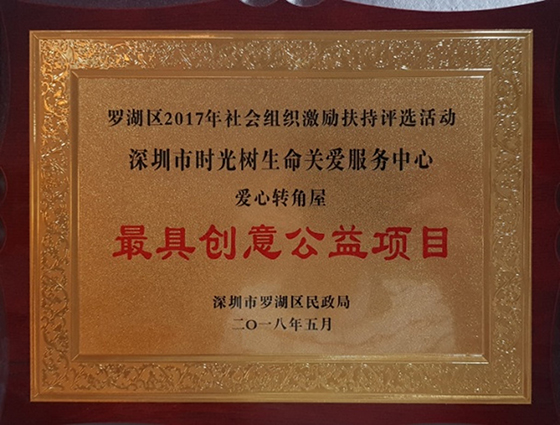 罗湖区2017年社会组织激励扶持评选活动
深圳市时光树生命关爱服务中心
爱心转角屋
最具创意公益项目
深圳市罗湖区民政局
二〇一八年五月